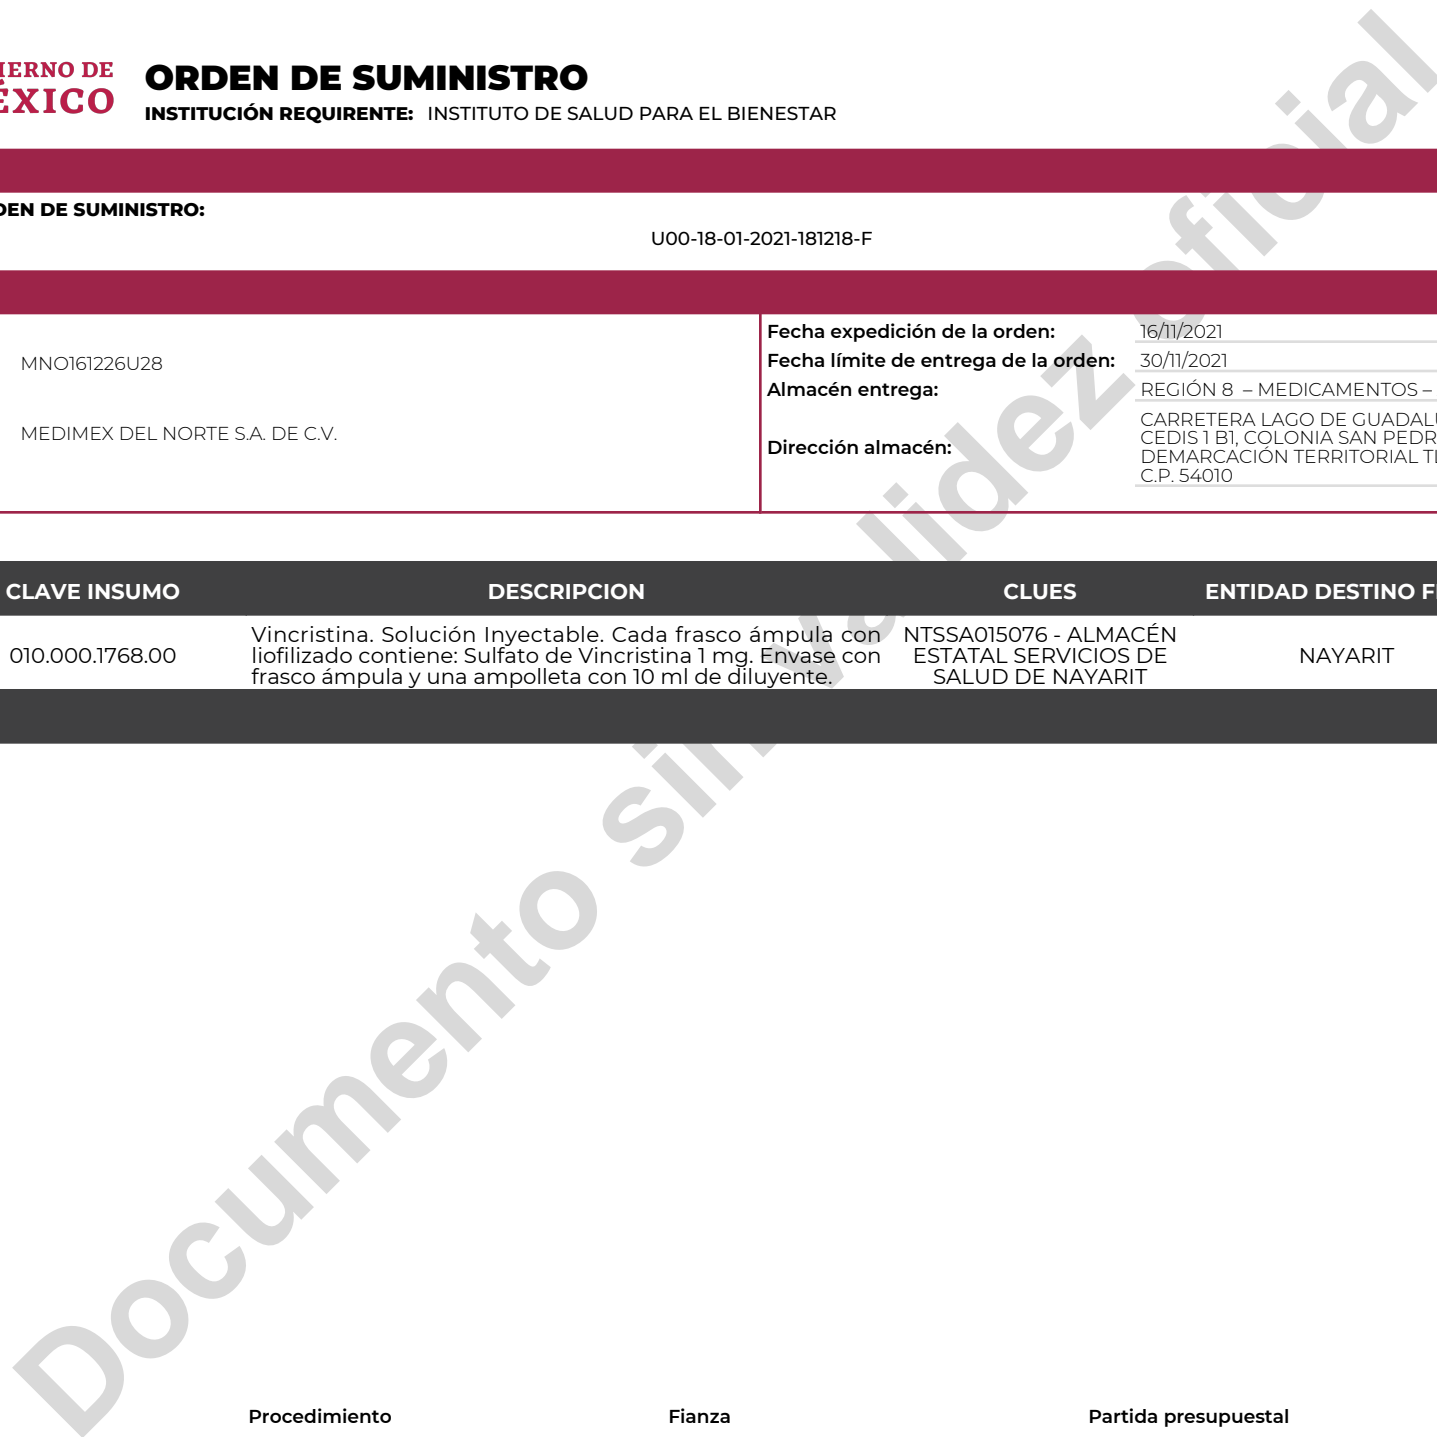 IERNO DE
ÉXICO
ORDEN DE SUMINISTRO
INSTITUCIÓN REQUIRENTE: INSTITUTO DE SALUD PARA EL BIENESTAR
DEN DE SUMINISTRO:
U00-18-01-2021-181218-F
MNO161226U28
MEDIMEX DEL NORTE S.A. DE C.V.
Fecha expedición de la orden: 16/11/2021
Fecha límite de entrega de la orden: 30/11/2021
Almacén entrega: REGIÓN 8 – MEDICAMENTOS –
Dirección almacén:
CARRETERA LAGO DE GUADALU
CEDIS 1 B1, COLONIA SAN PEDR
DEMARCACIÓN TERRITORIAL TL
C.P. 54010
CLAVE INSUMO DESCRIPCION CLUES ENTIDAD DESTINO FI
010.000.1768.00
Vincristina. Solución Inyectable. Cada frasco ámpula con
liofilizado contiene: Sulfato de Vincristina 1 mg. Envase con
frasco ámpula y una ampolleta con 10 ml de diluyente.
NTSSA015076 - ALMACÉN
ESTATAL SERVICIOS DE
SALUD DE NAYARIT
NAYARIT
Documento sin validez oficial
Procedimiento Fianza Partida presupuestal